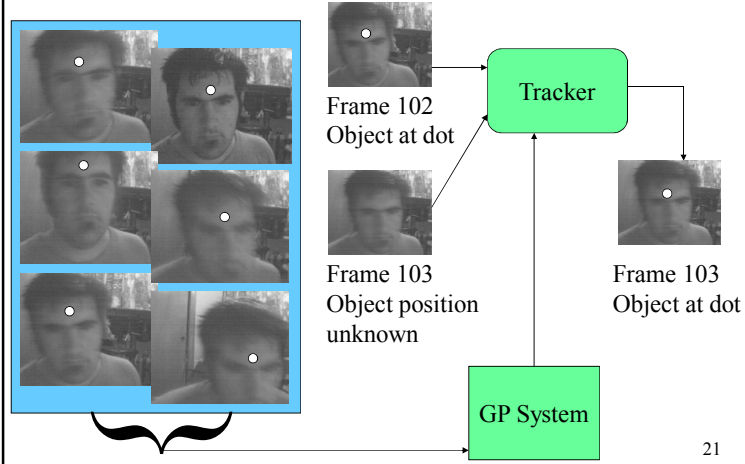 Frame 102
Object at dot
Tracker
Frame 103
Object position
unknown
Frame 103
Object at dot
GP System
21